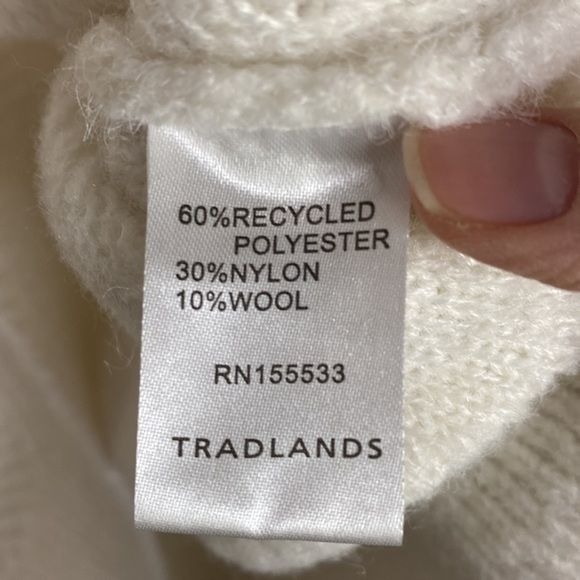 60%RECYCLED
POLYESTER
30%NYLON
10%WOOL
RN155533
TRADLANDS